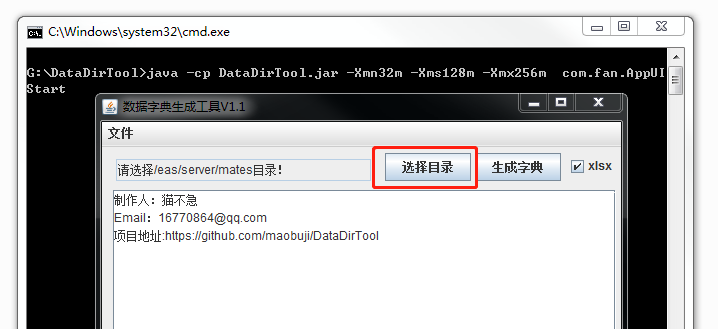 C:\Windows\system32\cmd.exe
G:\DataDirTool>java -cp DataDirTool.jar -Xmn32m -Xms128m -Xmx256m  com.fan.AppUI
Start
数据字典生成工具V1.1
文件
请选择/eas/server/mates目录!
选择目录
生成字典
xlsx
制作人：猫不急
Email：16770864@qq.com
项目地址:https://github.com/maobuji/DataDirTool